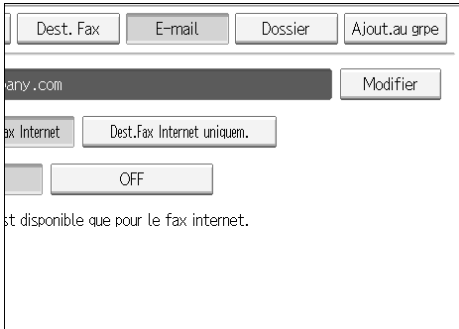 Dest. Fax E-mail Dossier Ajout.au grpe
any.com Modifier
ax Internet Dest.Fax Internet uniquem.
OFF
st disponible que pour le fax internet.